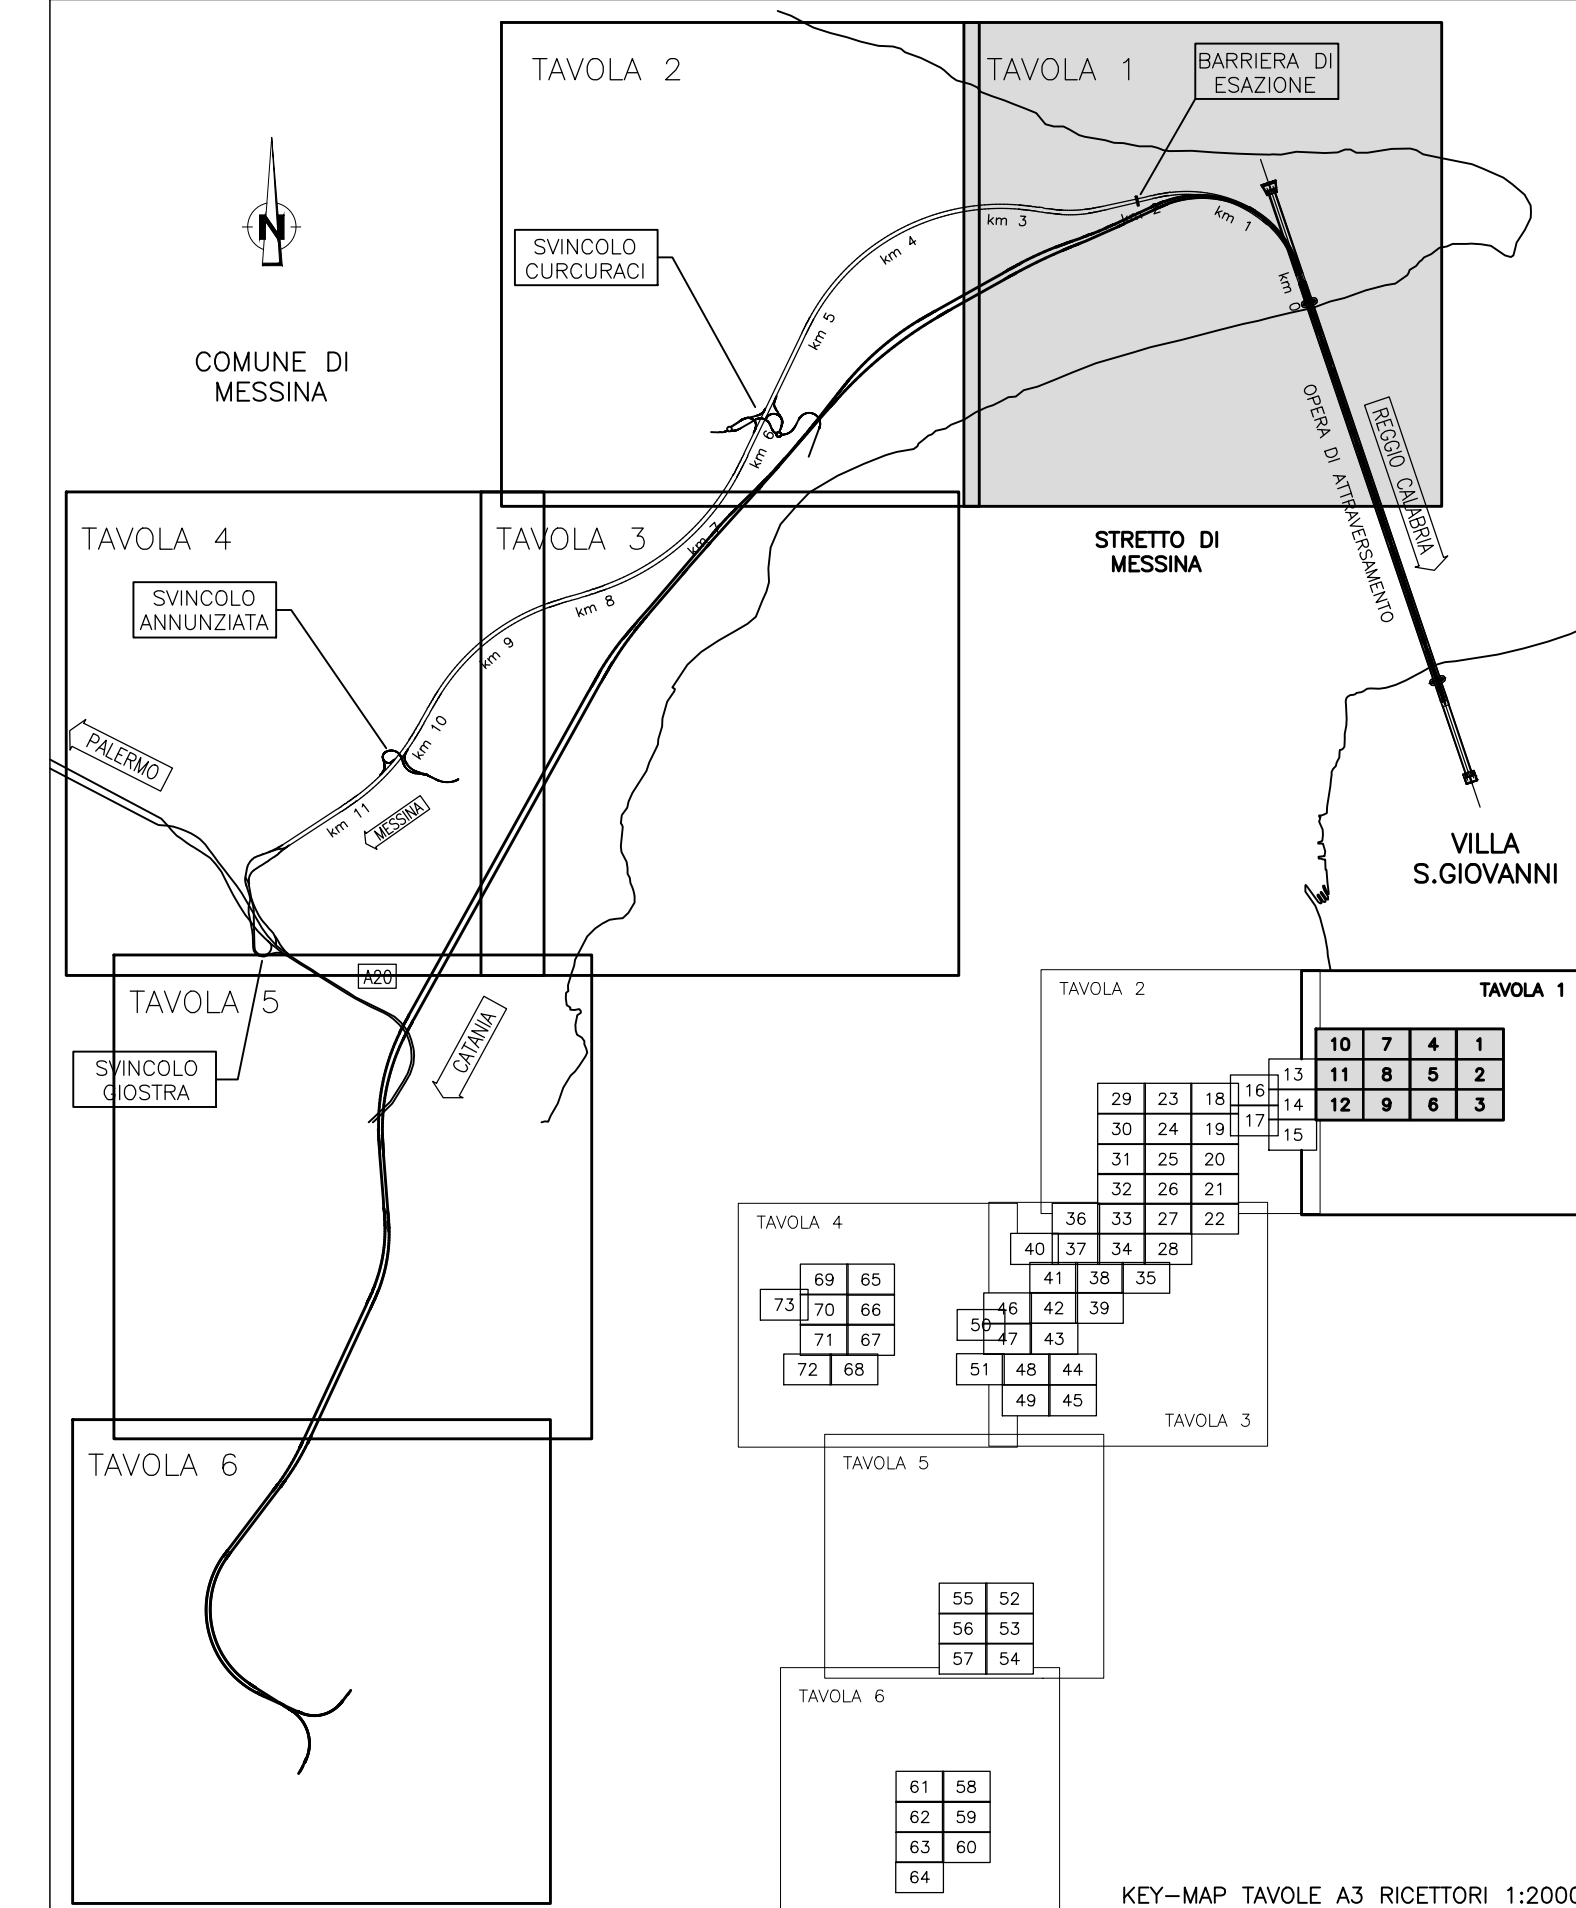 TAVOLA 2
TAVOLA 1
BARRIERA DI
ESAZIONE
N
SVINCOLO
CURCURACI
COMUNE DI
MESSINA
km 0
km 1
km 2
km 3
km 4
km 5
km 6
km 7
km 8
km 9
km 10
km 11
OPERA DI ATTRAVERSAMENTO
REGGIO CALABRIA
STRETTO DI
MESSINA
TAVOLA 4
TAVOLA 3
SVINCOLO
ANNUNZIATA
PALERMO
MESSINA
VILLA
S.GIOVANNI
A20
TAVOLA 5
CATANIA
SVINCOLO
GIOSTRA
TAVOLA 6
TAVOLA 2
TAVOLA 1
10 7 4 1
13 11 8 5 2
16 14 12 9 6 3
17 15
29 23 18
30 24 19
31 25 20
32 26 21
36 33 27 22
40 37 34 28
41 38 35
46 42 39
50 47 43
51 48 44
49 45
TAVOLA 3
TAVOLA 4
69 65
73 70 66
71 67
72 68
TAVOLA 5
55 52
56 53
57 54
TAVOLA 6
61 58
62 59
63 60
64
KEY-MAP TAVOLE A3 RICETTORI 1:2000